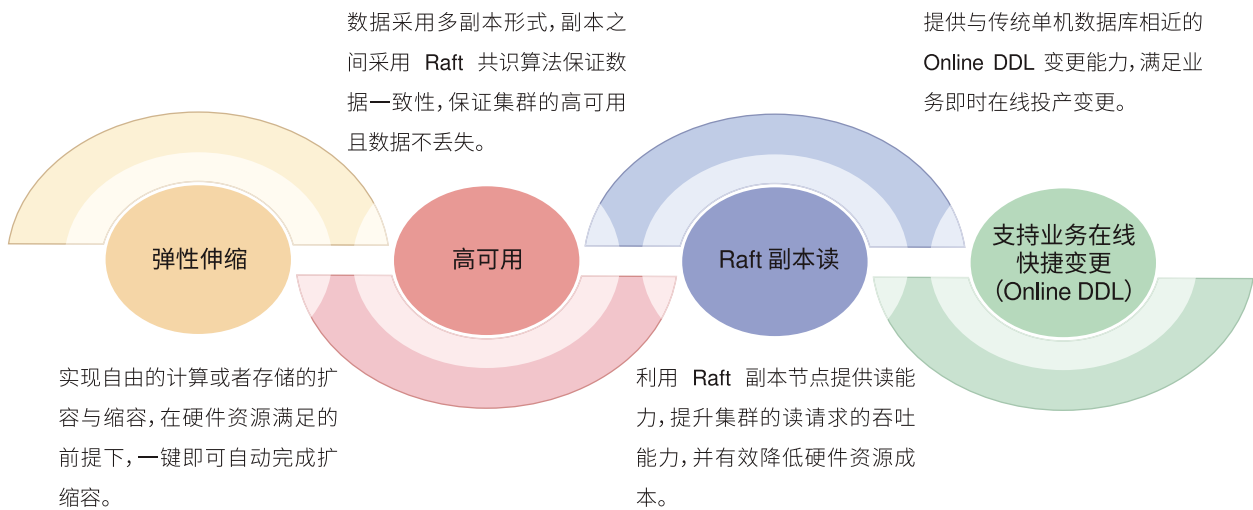 数据采用多副本形式，副本之
间采用 Raft 共识算法保证数
据一致性，保证集群的高可用
且数据不丢失。
提供与传统单机数据库相近的
Online DDL 变更能力，满足业
务即时在线投产变更。
弹性伸缩
高可用
Raft 副本读
支持业务在线
快捷变更
（Online DDL）
实现自由的计算或者存储的扩
容与缩容，在硬件资源满足的
前提下，一键即可自动完成扩
缩容。
利用 Raft 副本节点提供读能
力，提升集群的读请求的吞吐
能力，并有效降低硬件资源成
本。